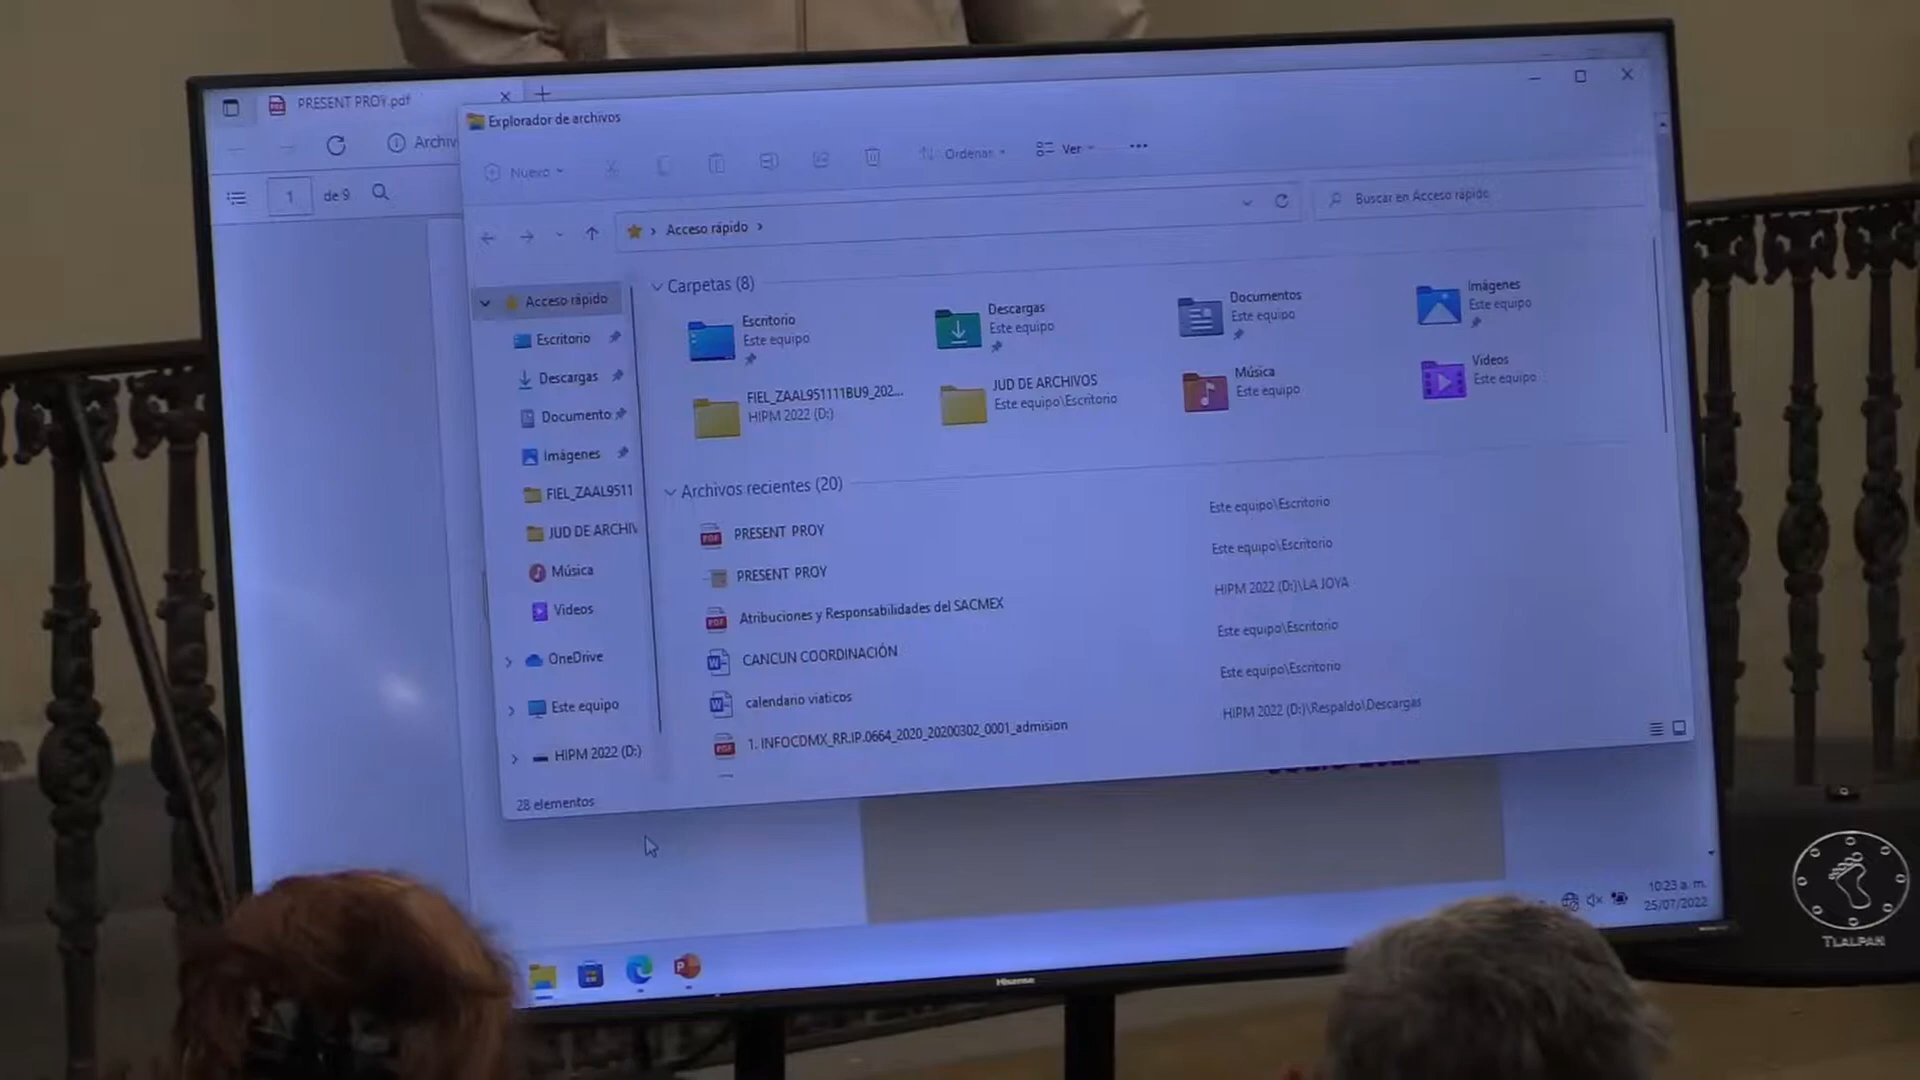 PRESENT PROY.pdf
Archiv
1 de 9
Explorador de archivos
Nuevo
Ordenar
Ver
Acceso rápido
Buscar en Acceso rápido
Acceso rápido
Escritorio
Descargas
Documento
Imágenes
FIEL_ZAAL9511
JUD DE ARCHIV
Música
Videos
OneDrive
Este equipo
HIPM 2022 (D:)
28 elementos
Carpetas (8)
Escritorio
Este equipo
Descargas
Este equipo
Documentos
Este equipo
Imágenes
Este equipo
FIEL_ZAAL951111BU9_202...
HIPM 2022 (D:)
JUD DE ARCHIVOS
Este equipo\Escritorio
Música
Este equipo
Videos
Este equipo
Archivos recientes (20)
PRESENT PROY Este equipo\Escritorio
PRESENT PROY Este equipo\Escritorio
Atribuciones y Responsabilidades del SACMEX HIPM 2022 (D:)\LA JOYA
CANCUN COORDINACIÓN Este equipo\Escritorio
calendario viaticos Este equipo\Escritorio
1. INFOCDMX_RR.IP.0664_2020_20200302_0001_admision HIPM 2022 (D:)\Respaldo\Descargas
10:23 a. m.
25/07/2022
Hisense
TLALPAN